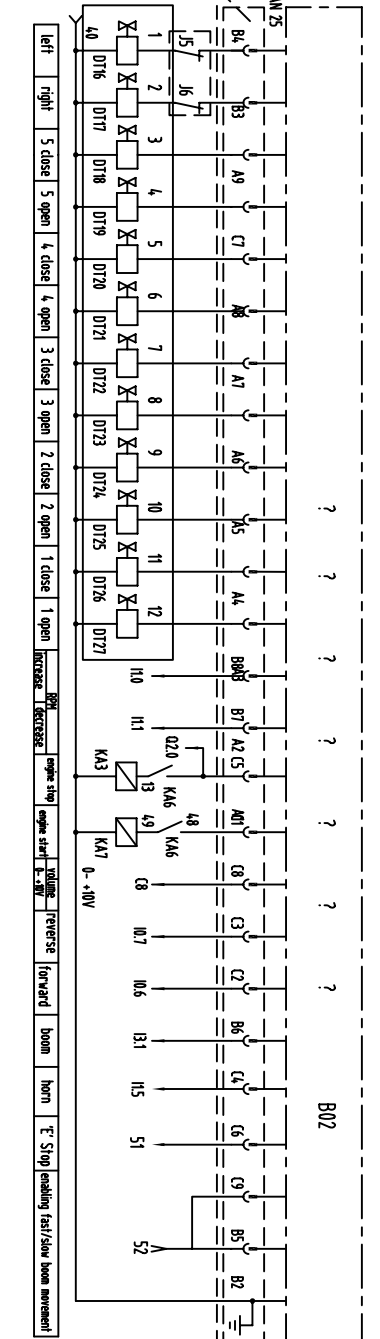 AN 25
B02
? ? ? ? ? ? ?
B4
B3
A9
C7
A8
A7
A6
A5
A4
B7
A2
C5
C8
C3
C2
B6
C4
C6
C9
B5
B2
J5
J6
1
2
3
4
5
6
7
8
9
10
11
12
40
DT16
DT17
DT18
DT19
DT20
DT21
DT22
DT23
DT24
DT25
DT26
DT27
I1.0
I1.1
Q2.0
KA3
13
KA6
KA7
49
48
KA6
0- +10V
C8
I0.7
I0.6
I3.1
I1.5
51
52
left
right
5 close
5 open
4 close
4 open
3 close
3 open
2 close
2 open
1 close
1 open
RPM
increase
decrease
engine stop
engine start
volume
0- +10V
reverse
forward
boom
horn
'E' Stop
enabling fast/slow boom movement